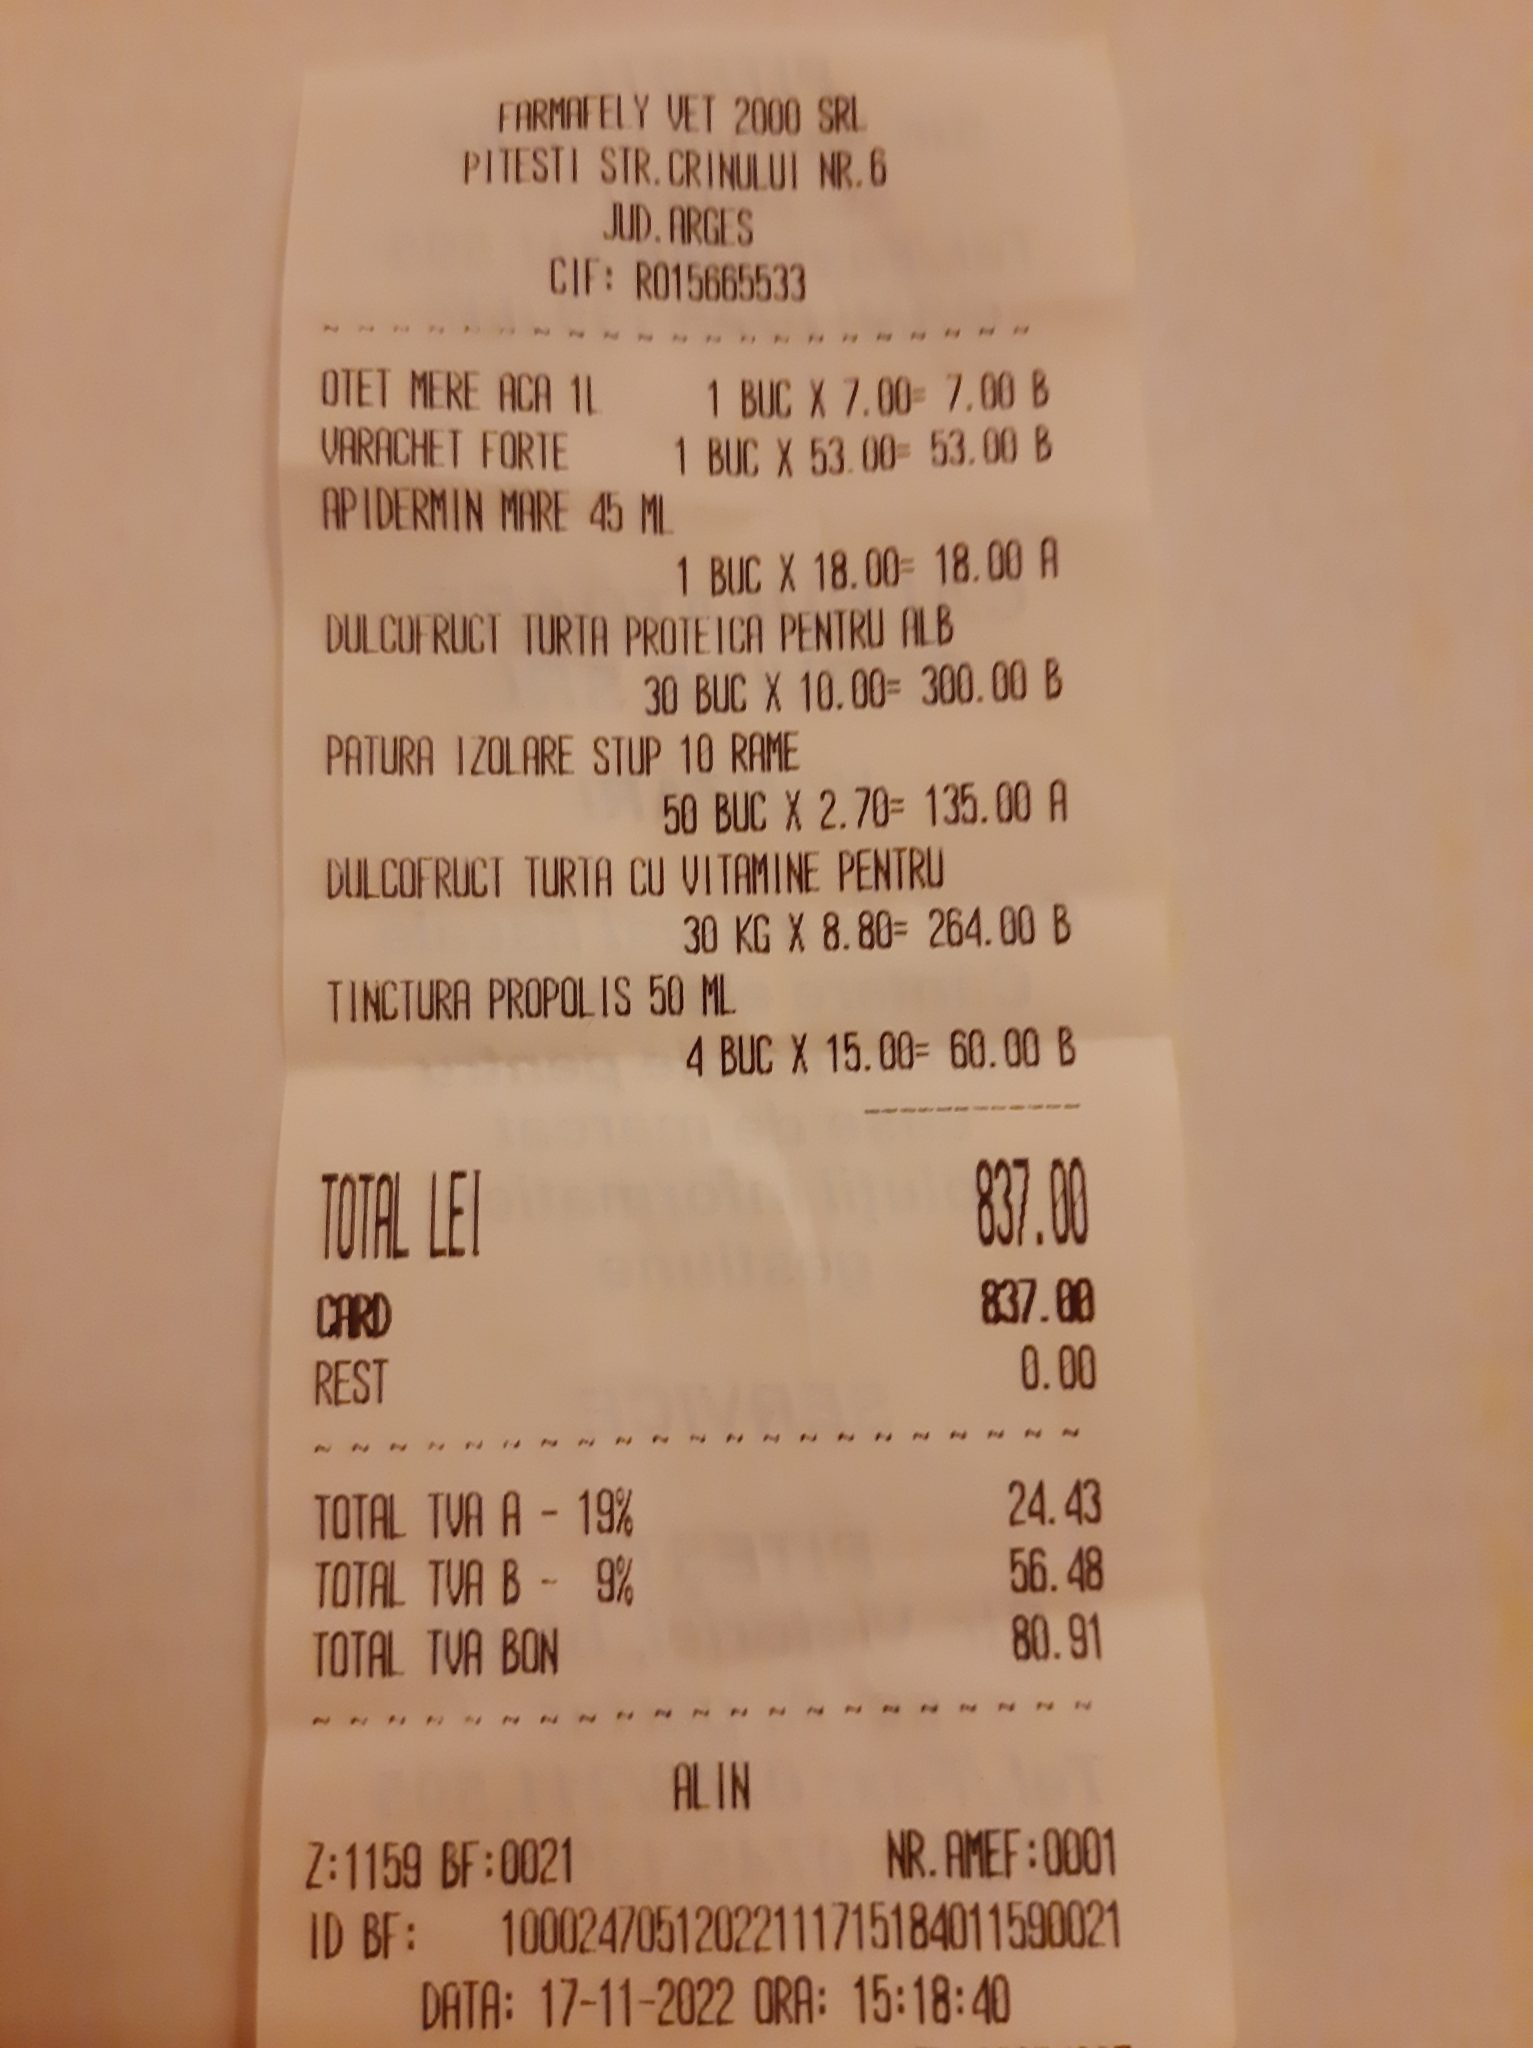 FARMAFELY VET 2000 SRL
PITESTI STR.CRINULUI NR.6
JUD.ARGES
CIF: RO15665533
~ ~ ~ ~ ~ ~ ~ ~ ~ ~ ~ ~ ~ ~ ~ ~ ~ ~ ~ ~ ~
OTET MERE ACA 1L 1 BUC X 7.00= 7.00 B
VARACHET FORTE 1 BUC X 53.00= 53.00 B
APIDERMIN MARE 45 ML
1 BUC X 18.00= 18.00 A
DULCOFRUCT TURTA PROTEICA PENTRU ALB
30 BUC X 10.00= 300.00 B
PATURA IZOLARE STUP 10 RAME
50 BUC X 2.70= 135.00 A
DULCOFRUCT TURTA CU VITAMINE PENTRU
30 KG X 8.80= 264.00 B
TINCTURA PROPOLIS 50 ML
4 BUC X 15.00= 60.00 B
------------
TOTAL LEI 837.00
CARD 837.00
REST 0.00
~ ~ ~ ~ ~ ~ ~ ~ ~ ~ ~ ~ ~ ~ ~ ~ ~ ~ ~ ~ ~
TOTAL TVA A - 19% 24.43
TOTAL TVA B - 9% 56.48
TOTAL TVA BON 80.91
~ ~ ~ ~ ~ ~ ~ ~ ~ ~ ~ ~ ~ ~ ~ ~ ~ ~ ~ ~ ~
ALIN
Z:1159 BF:0021 NR.AMEF:0001
ID BF: 10002470512022111715184011590021
DATA: 17-11-2022 ORA: 15:18:40